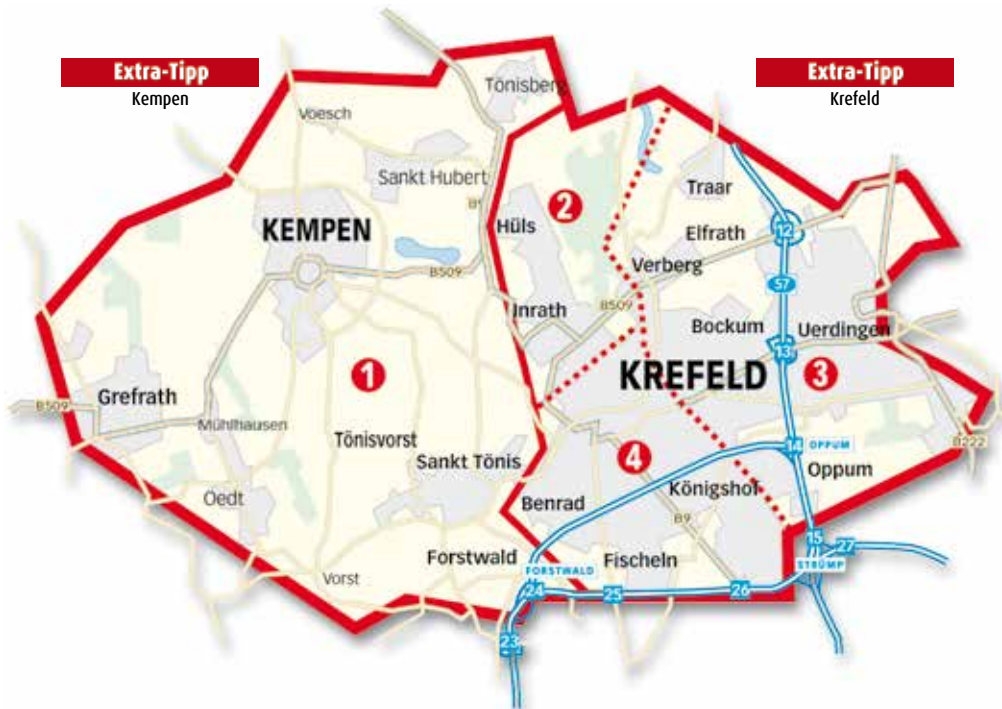 Extra-Tipp
Kempen
Extra-Tipp
Krefeld
Tönisberg
Voesch
Sankt Hubert
B9
KEMPEN
B509
Hüls
2
Traar
Elfrath
12
Verberg
57
B509
Inrath
Bockum
Uerdingen
13
1
KREFELD
3
Grefrath
B509
Mühlhausen
Tönisvorst
Sankt Tönis
4
14
OPPUM
B222
Oppum
Oedt
Benrad
Königshof
B9
Forstwald
FORSTWALD
Fischeln
15
27
STRÜMP
Vorst
24
25
26
23